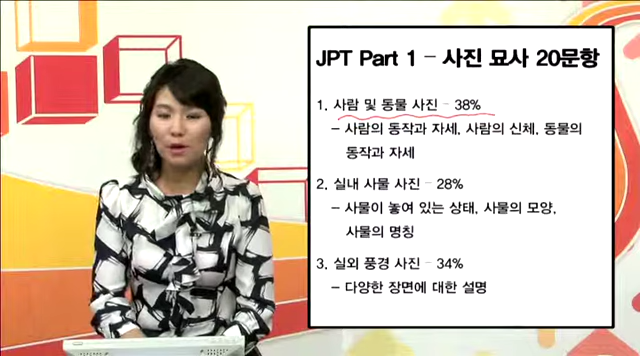 JPT Part 1 – 사진 묘사 20문항
1. 사람 및 동물 사진 – 38%
– 사람의 동작과 자세, 사람의 신체, 동물의
동작과 자세
2. 실내 사물 사진 – 28%
– 사물이 놓여 있는 상태, 사물의 모양,
사물의 명칭
3. 실외 풍경 사진 – 34%
– 다양한 장면에 대한 설명